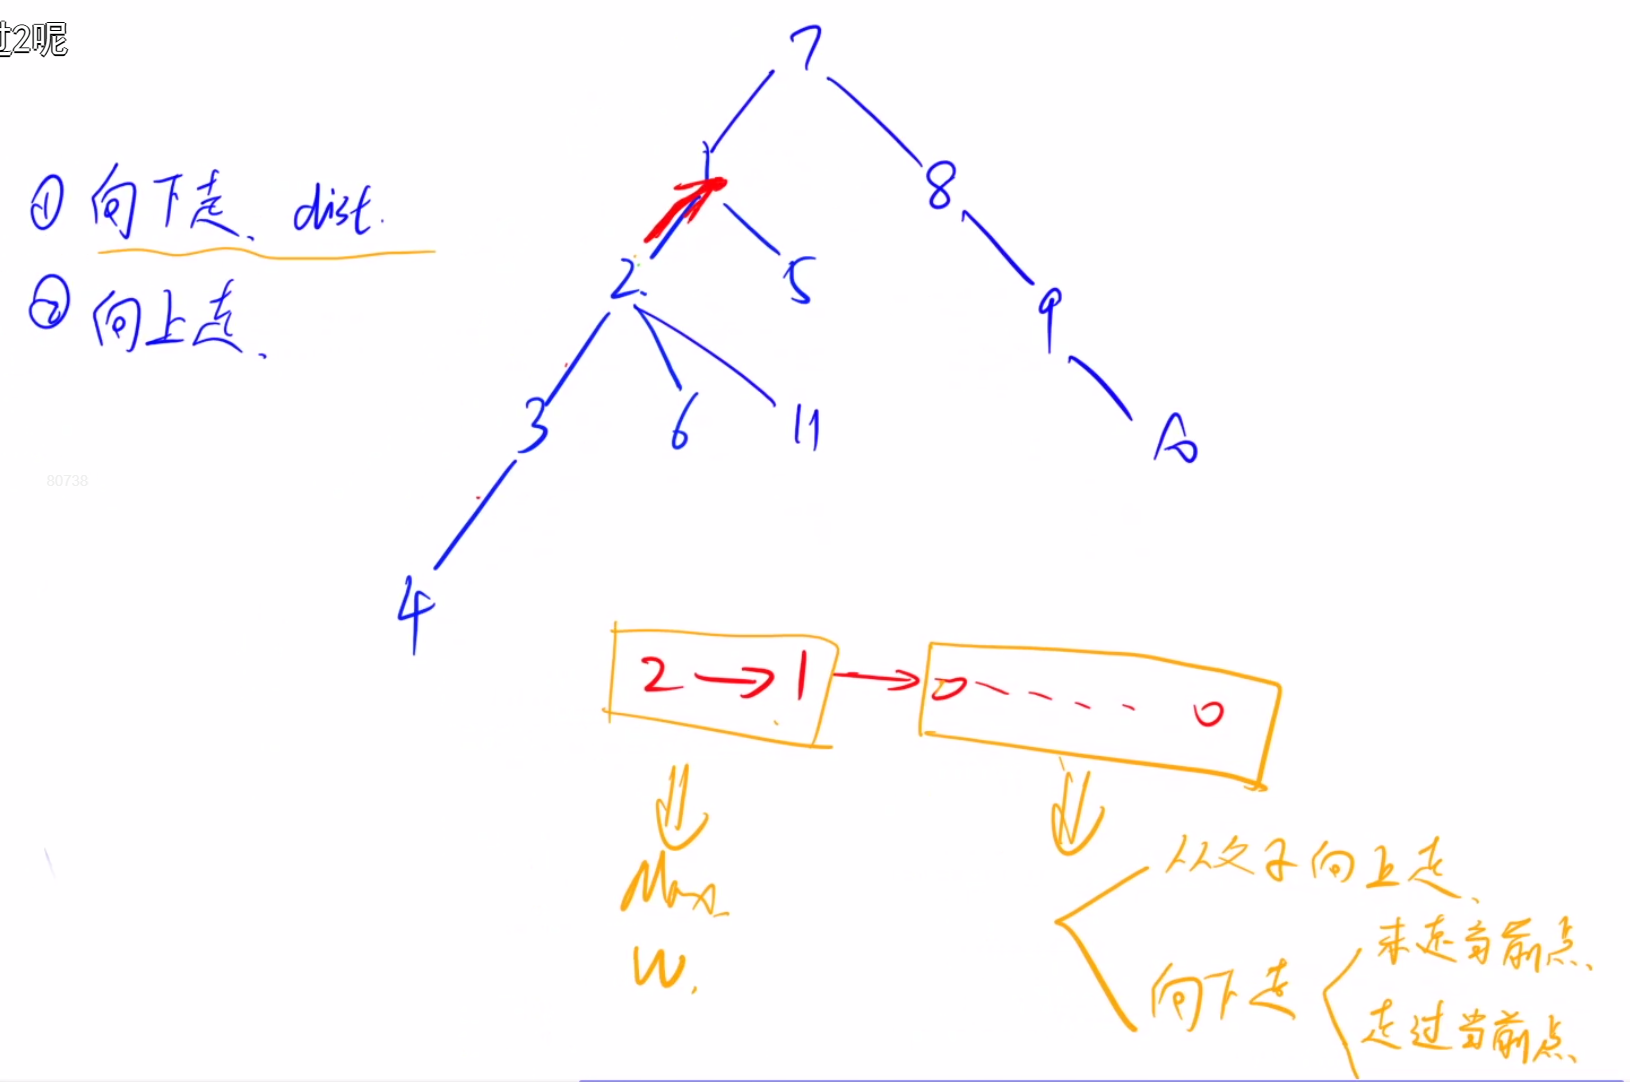 过2呢
7
1
8
① 向下走、dist.
2
5
② 向上走、
9
3
6
11
10
80738
4
2 → 1 → 0 - - - - 0
Max
从父子向上走、
未走当前点、
W.
向下走
走过当前点、